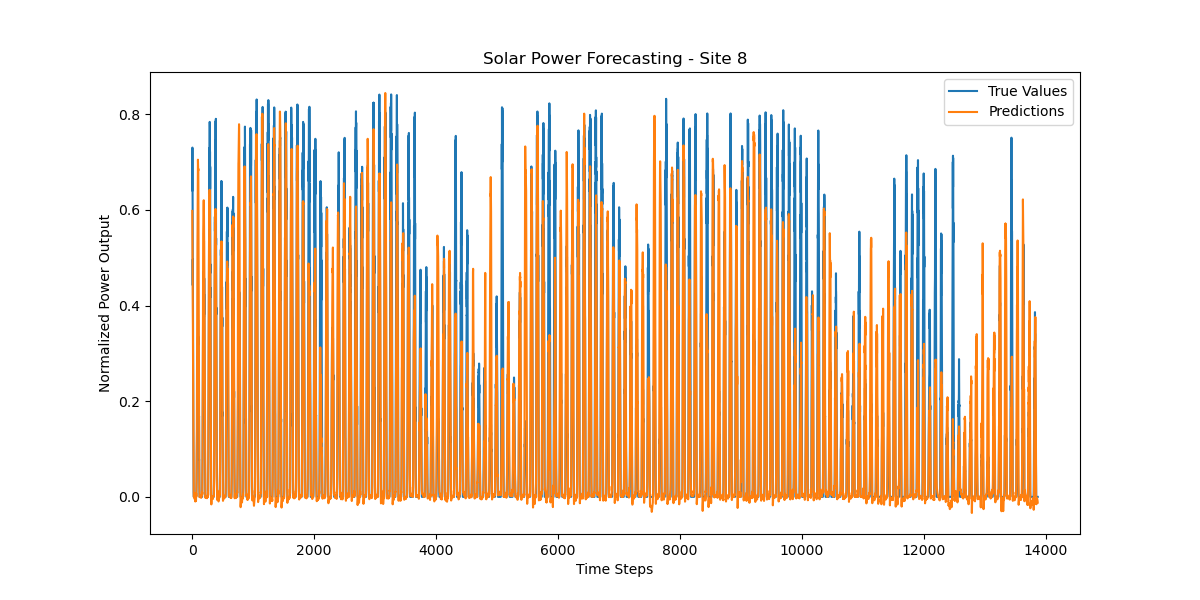 Solar Power Forecasting - Site 8
True Values
Predictions
Normalized Power Output
0.8
0.6
0.4
0.2
0.0
0 2000 4000 6000 8000 10000 12000 14000
Time Steps